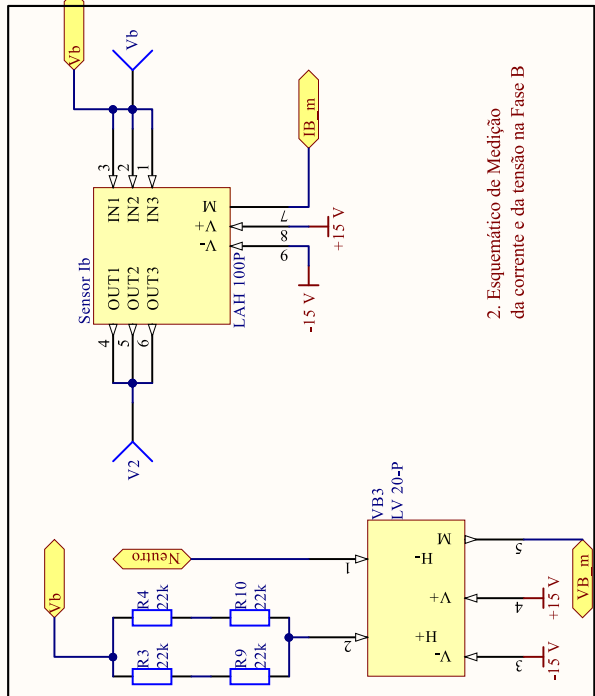 Vb
Vb
3
2
1
IN1
IN2
IN3
Sensor Ib
OUT1
OUT2
OUT3
M
V+
V-
LAH 100P
4
5
6
7
8
9
IB_m
+15 V
-15 V
V2
2. Esquemático de Medição
da corrente e da tensão na Fase B
Vb
Neutro
R4
22k
R10
22k
R3
22k
R9
22k
VB3
LV 20-P
1
2
H-
H+
M
V+
V-
5
4
3
+15 V
-15 V
VB_m